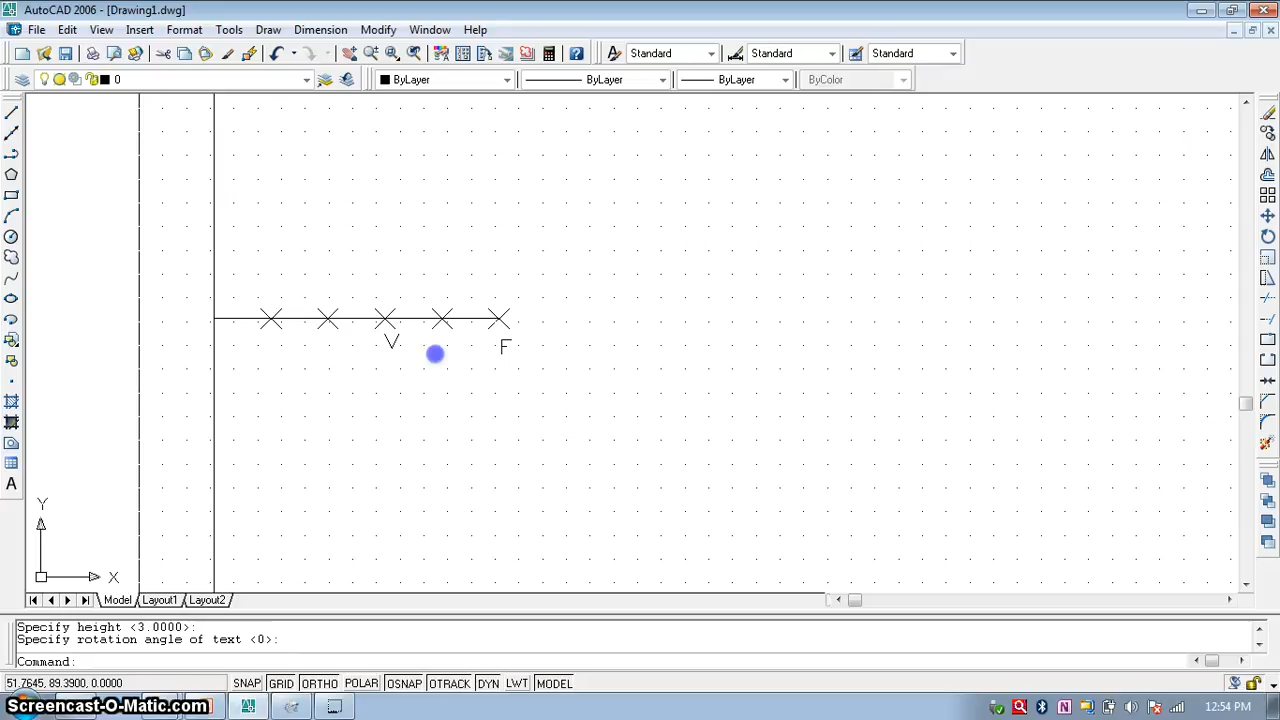 AutoCAD 2006 - [Drawing1.dwg]
File Edit View Insert Format Tools Draw Dimension Modify Window Help
Standard Standard Standard
0 ByLayer ByLayer ByLayer ByColor
V F
Y
X
Model Layout1 Layout2
Specify height <3.0000>:
Specify rotation angle of text <0>:
Command:
51.7645, 89.3900, 0.0000 SNAP GRID ORTHO POLAR OSNAP OTRACK DYN LWT MODEL
Screencast-O-Matic.com 12:54 PM